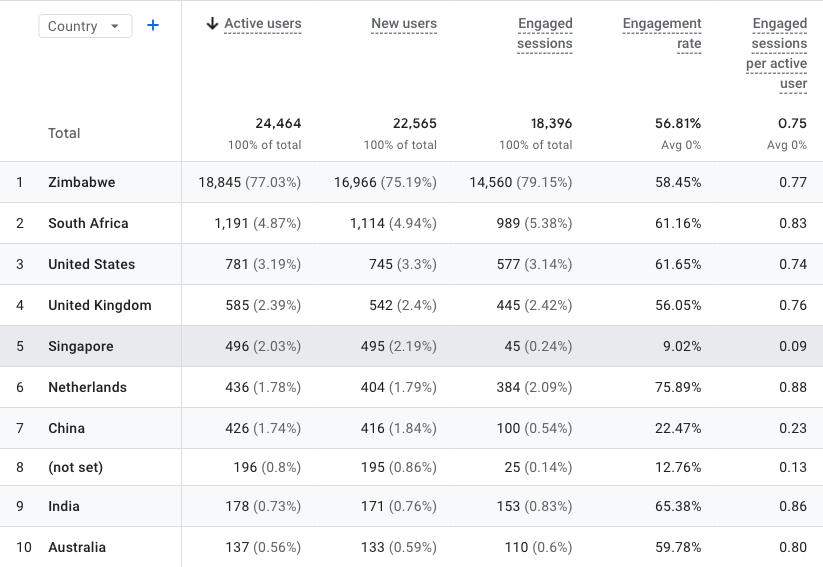 Country + Active users New users Engaged sessions Engagement rate Engaged sessions per active user
Total 24,464 22,565 18,396 56.81% 0.75
100% of total 100% of total 100% of total Avg 0% Avg 0%
1 Zimbabwe 18,845 (77.03%) 16,966 (75.19%) 14,560 (79.15%) 58.45% 0.77
2 South Africa 1,191 (4.87%) 1,114 (4.94%) 989 (5.38%) 61.16% 0.83
3 United States 781 (3.19%) 745 (3.3%) 577 (3.14%) 61.65% 0.74
4 United Kingdom 585 (2.39%) 542 (2.4%) 445 (2.42%) 56.05% 0.76
5 Singapore 496 (2.03%) 495 (2.19%) 45 (0.24%) 9.02% 0.09
6 Netherlands 436 (1.78%) 404 (1.79%) 384 (2.09%) 75.89% 0.88
7 China 426 (1.74%) 416 (1.84%) 100 (0.54%) 22.47% 0.23
8 (not set) 196 (0.8%) 195 (0.86%) 25 (0.14%) 12.76% 0.13
9 India 178 (0.73%) 171 (0.76%) 153 (0.83%) 65.38% 0.86
10 Australia 137 (0.56%) 133 (0.59%) 110 (0.6%) 59.78% 0.80